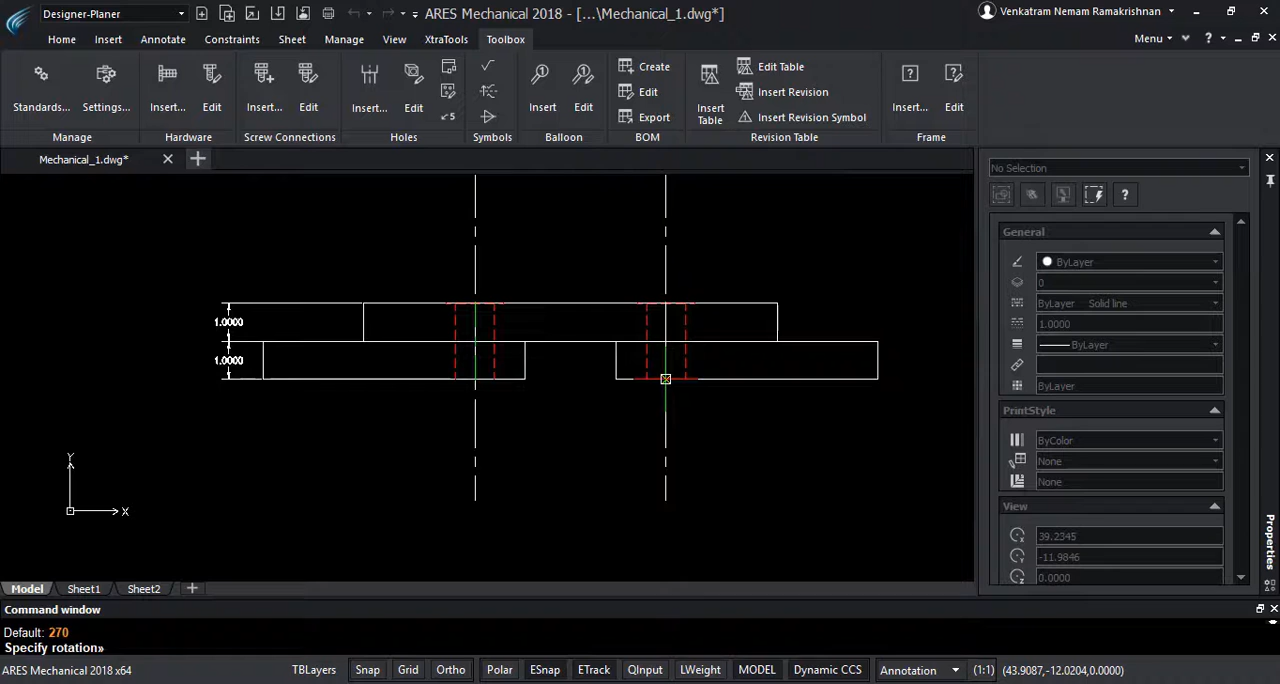 Designer-Planer
ARES Mechanical 2018 - [...\Mechanical_1.dwg*]
Venkatram Nemam Ramakrishnan
Home Insert Annotate Constraints Sheet Manage View XtraTools Toolbox
Menu ?
Standards... Settings... Insert... Edit Insert... Edit Insert... Edit Insert Edit
Create
Edit
Export
Insert Table
Edit Table
Insert Revision
Insert Revision Symbol
Insert... Edit
Manage Hardware Screw Connections Holes Symbols Balloon BOM Revision Table Frame
Mechanical_1.dwg*
No Selection
?
General
ByLayer
0
ByLayer Solid line
1.0000
ByLayer
ByLayer
PrintStyle
ByColor
None
None
View
39.2345
-11.9846
0.0000
Properties
1.0000
1.0000
Y
X
Model Sheet1 Sheet2
Command window
Default: 270
Specify rotation»
ARES Mechanical 2018 x64
TBLayers Snap Grid Ortho Polar ESnap ETrack QInput LWeight MODEL Dynamic CCS Annotation (1:1) (43.9087,-12.0204,0.0000)